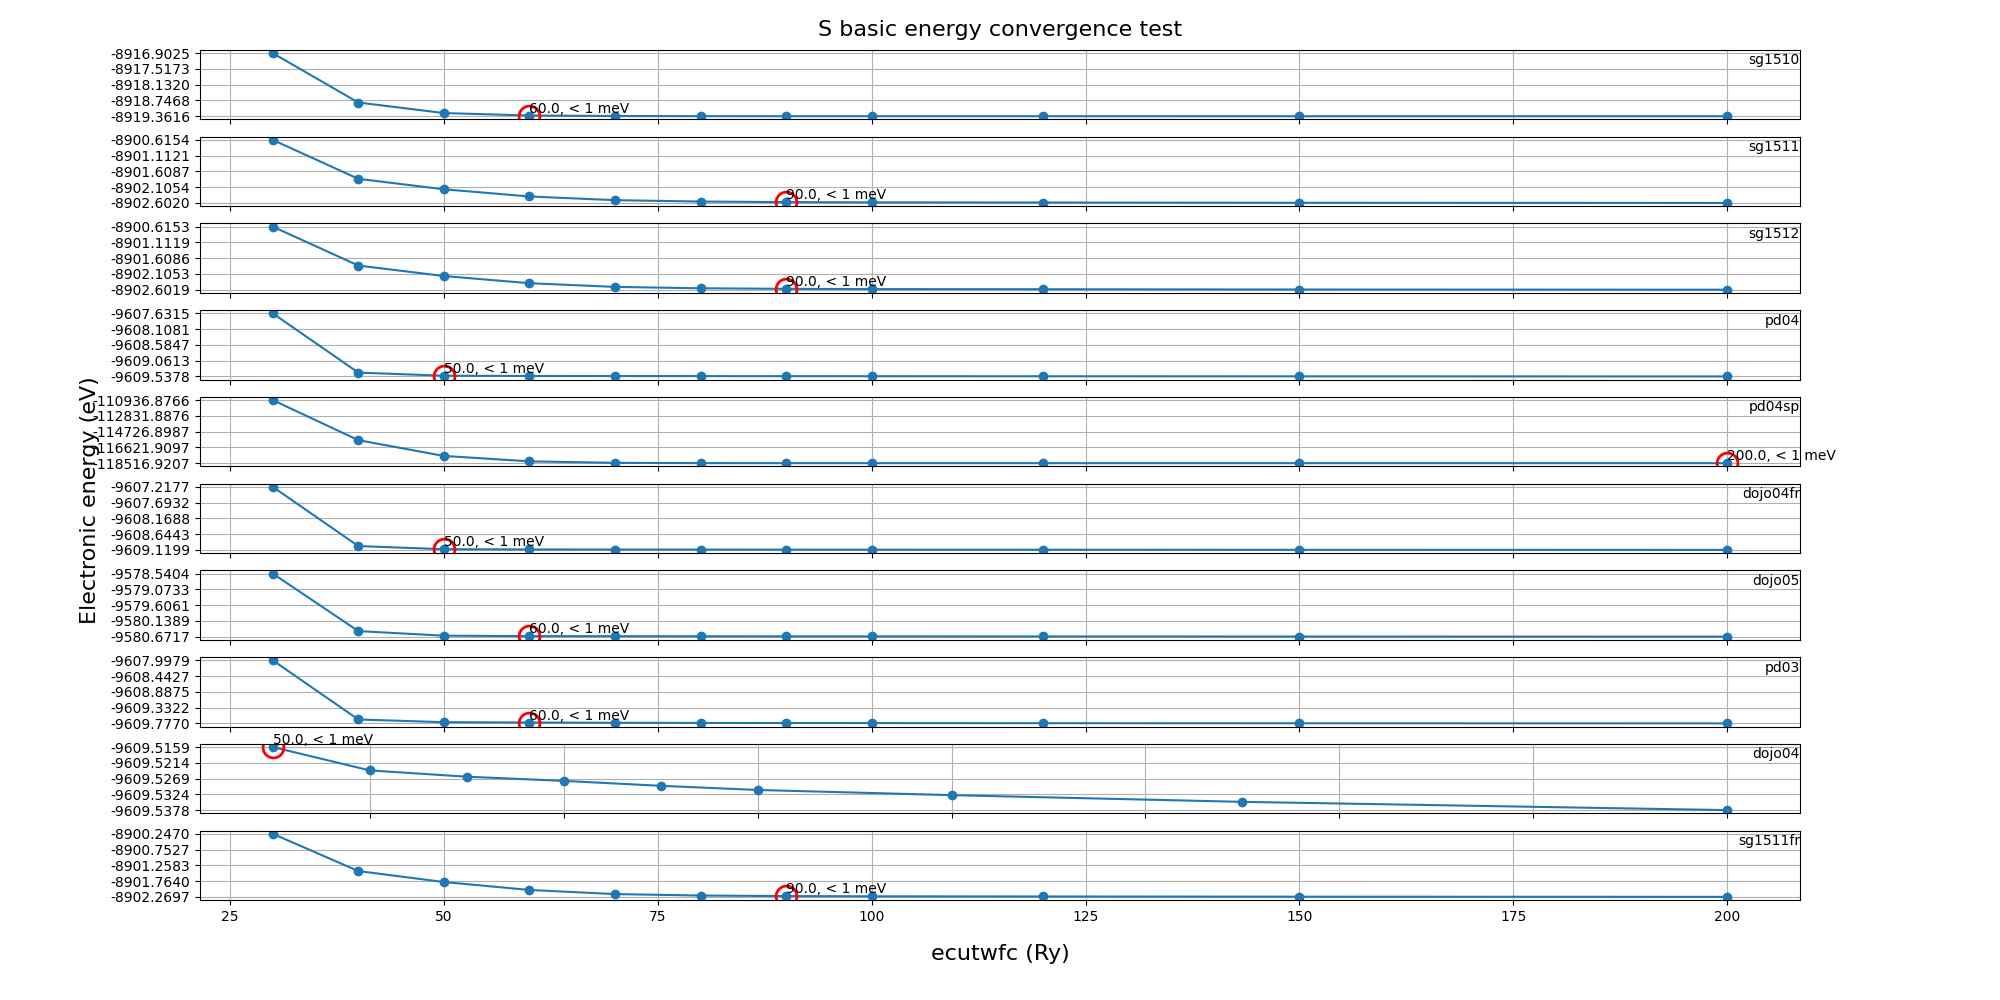 S basic energy convergence test
-8916.9025
-8917.5173
-8918.1320
-8918.7468
-8919.3616
sg1510
60.0, < 1 meV
-8900.6154
-8901.1121
-8901.6087
-8902.1054
-8902.6020
sg1511
90.0, < 1 meV
-8900.6153
-8901.1119
-8901.6086
-8902.1053
-8902.6019
sg1512
90.0, < 1 meV
-9607.6315
-9608.1081
-9608.5847
-9609.0613
-9609.5378
pd04
50.0, < 1 meV
-110936.8766
-112831.8876
-114726.8987
-116621.9097
-118516.9207
pd04sp
200.0, < 1 meV
-9607.2177
-9607.6932
-9608.1688
-9608.6443
-9609.1199
dojo04fr
50.0, < 1 meV
-9578.5404
-9579.0733
-9579.6061
-9580.1389
-9580.6717
dojo05
60.0, < 1 meV
-9607.9979
-9608.4427
-9608.8875
-9609.3322
-9609.7770
pd03
60.0, < 1 meV
-9609.5159
-9609.5214
-9609.5269
-9609.5324
-9609.5378
dojo04
50.0, < 1 meV
-8900.2470
-8900.7527
-8901.2583
-8901.7640
-8902.2697
sg1511fr
90.0, < 1 meV
25 50 75 100 125 150 175 200
ecutwfc (Ry)
Electronic energy (eV)